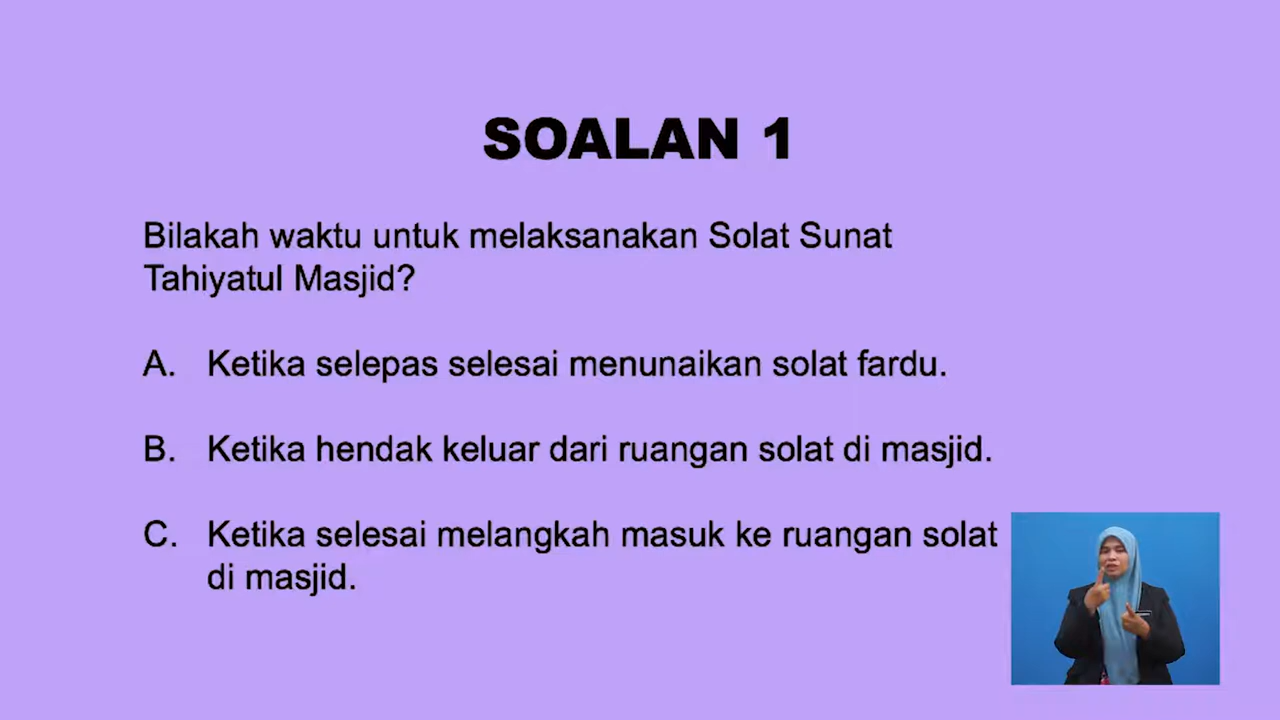 SOALAN 1
Bilakah waktu untuk melaksanakan Solat Sunat
Tahiyatul Masjid?
A. Ketika selepas selesai menunaikan solat fardu.
B. Ketika hendak keluar dari ruangan solat di masjid.
C. Ketika selesai melangkah masuk ke ruangan solat
di masjid.